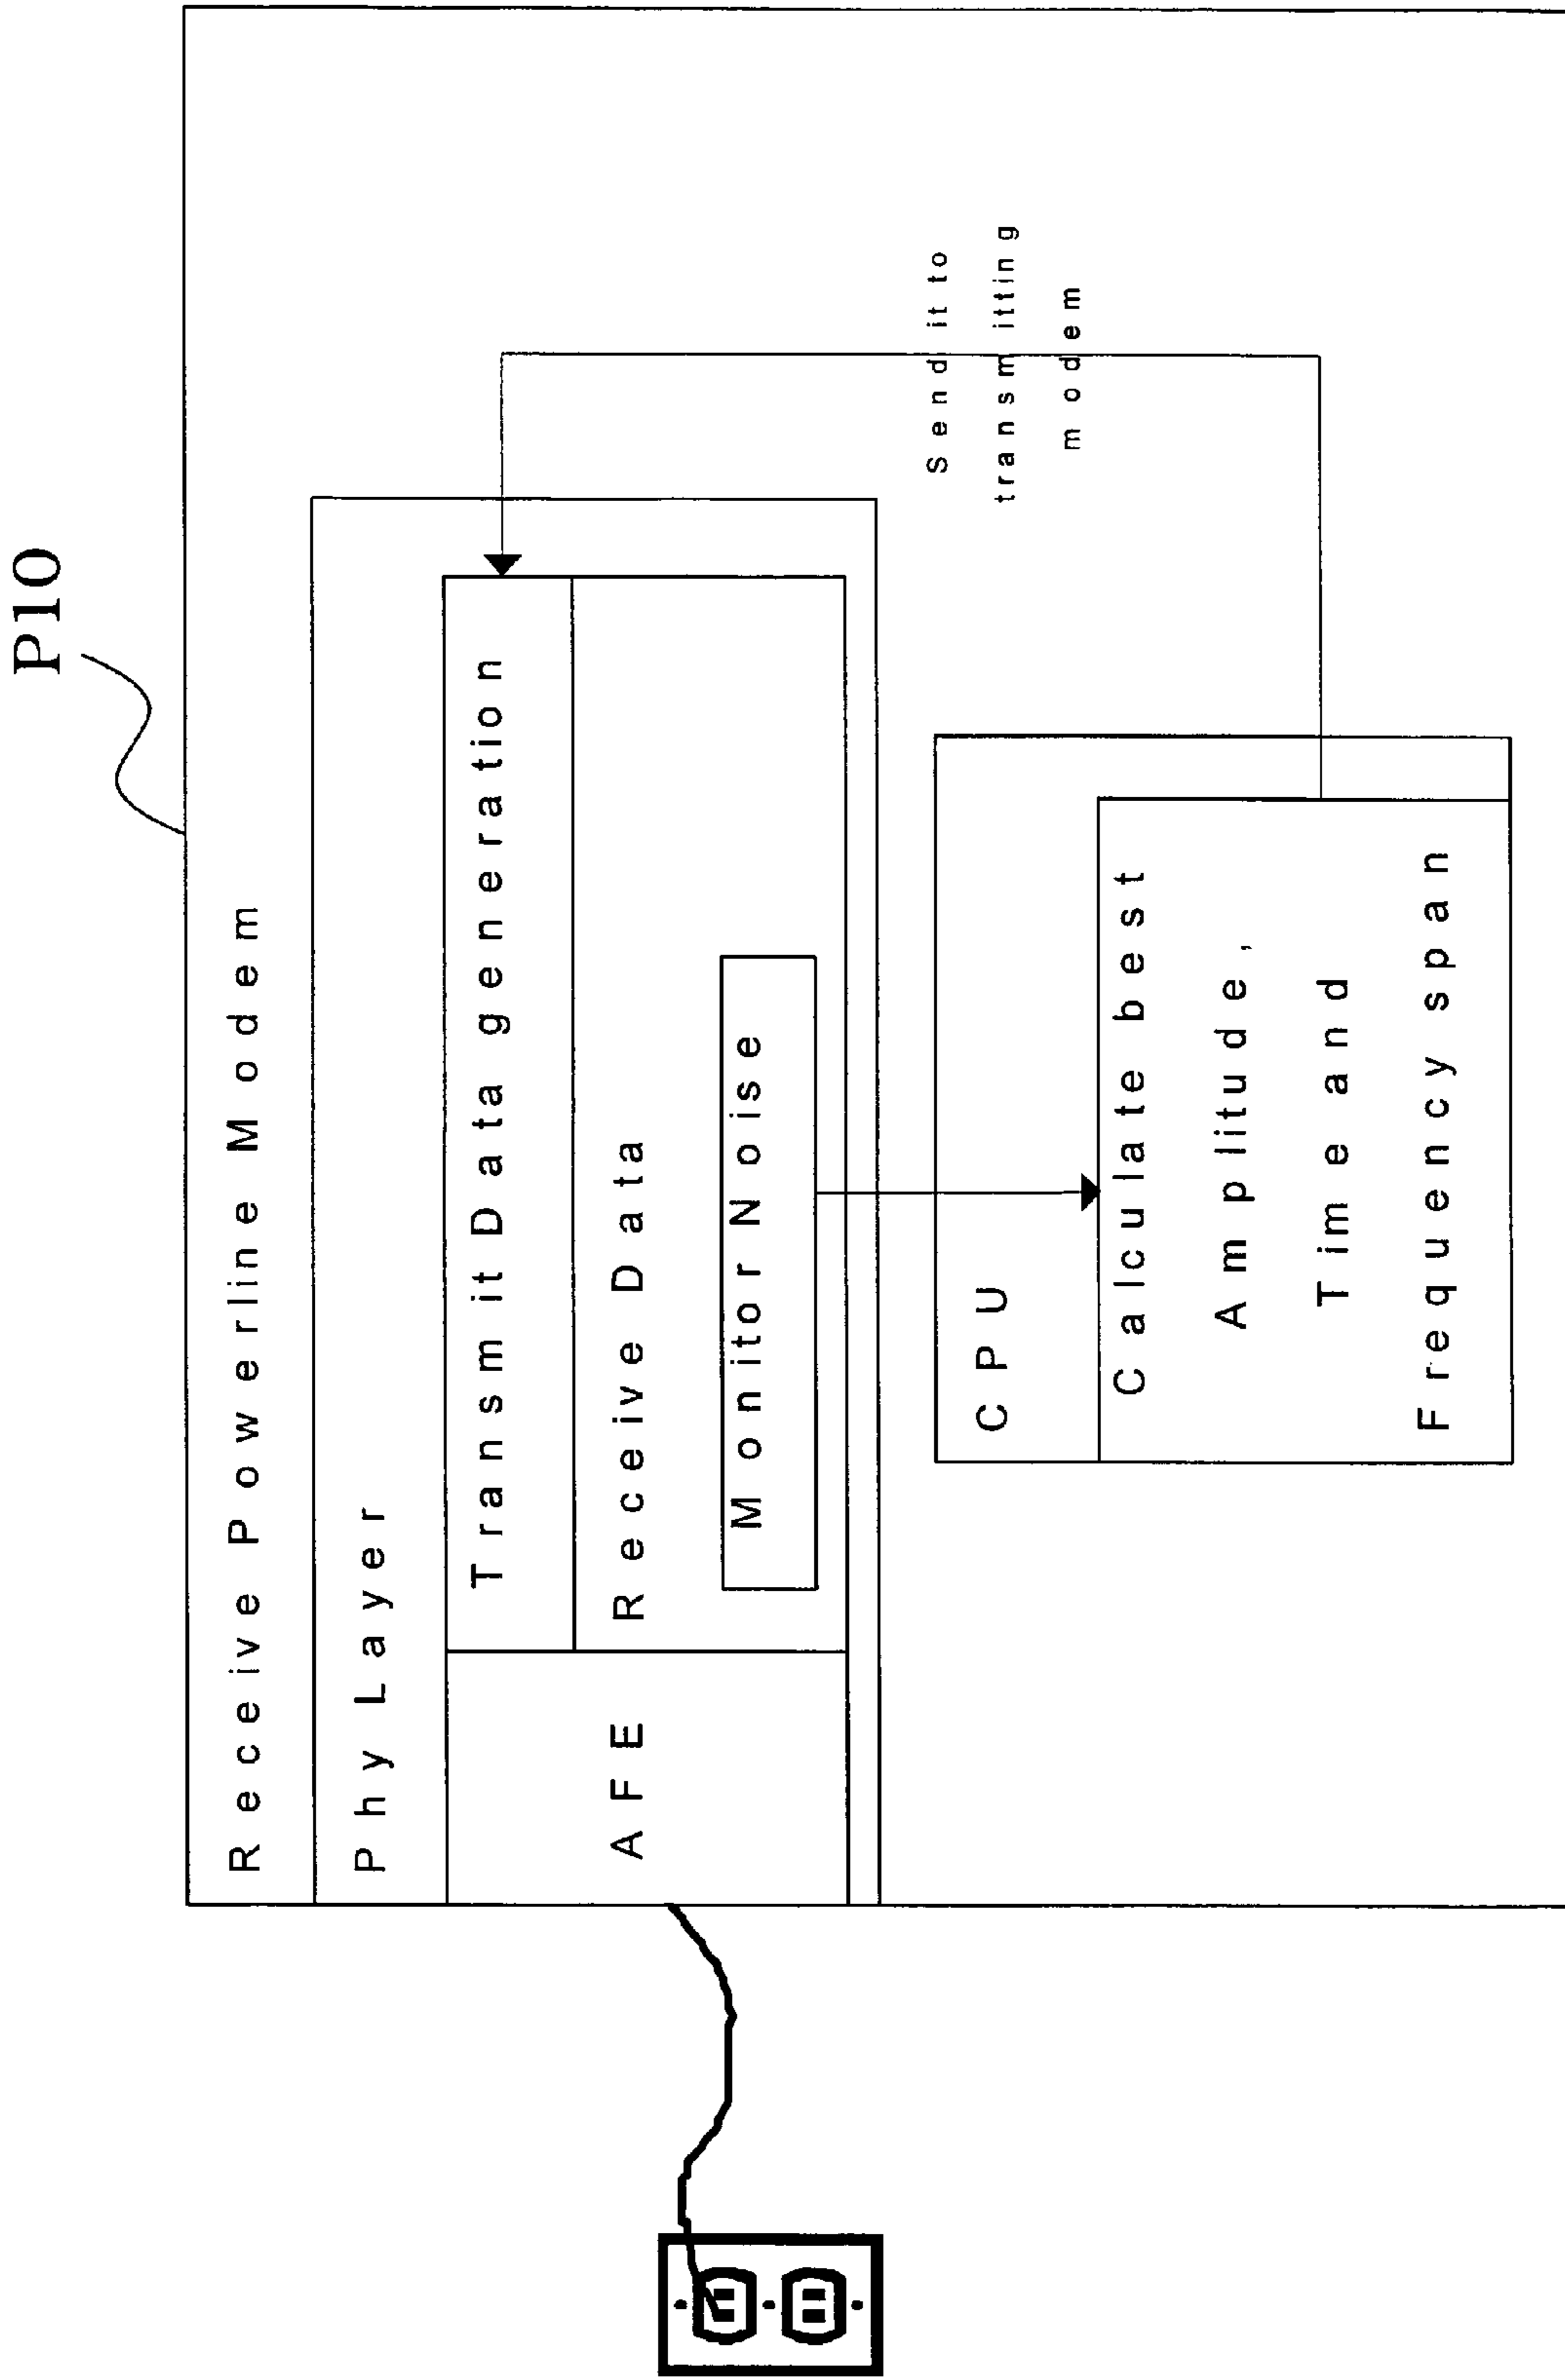 P10
Receive Powerline Modem
Phy Layer
Transmit Data generation
AFE
Receive Data
Monitor Noise
Send it to
transmitting
modem
CPU
Calculate best
Amplitude,
Time and
Frequency span